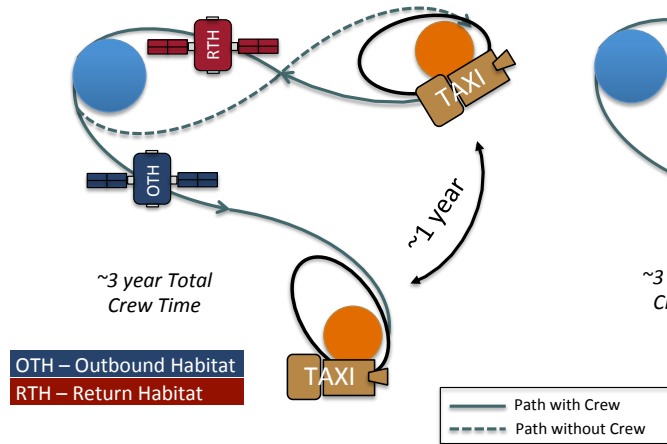 RTH
TAXI
OTH
~1 year
~3 year Total
Crew Time
~3
C
TAXI
OTH – Outbound Habitat
RTH – Return Habitat
Path with Crew
Path without Crew